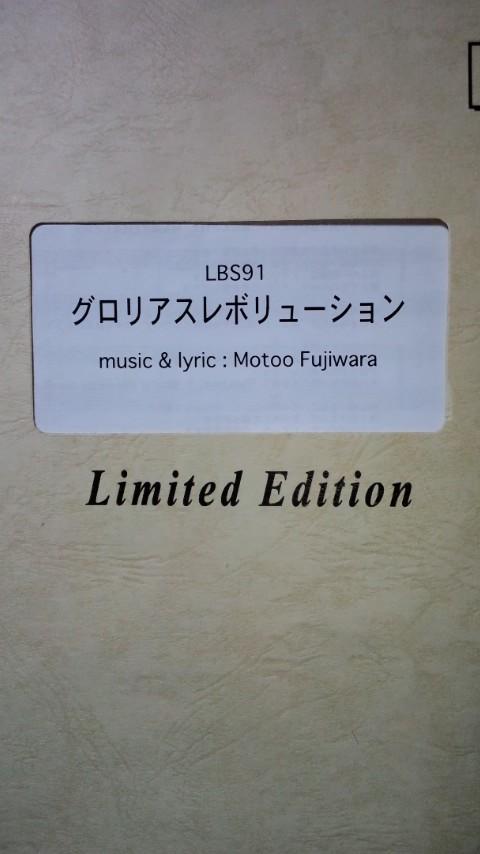 LBS91
グロリアスレボリューション
music & lyric : Motoo Fujiwara
Limited Edition